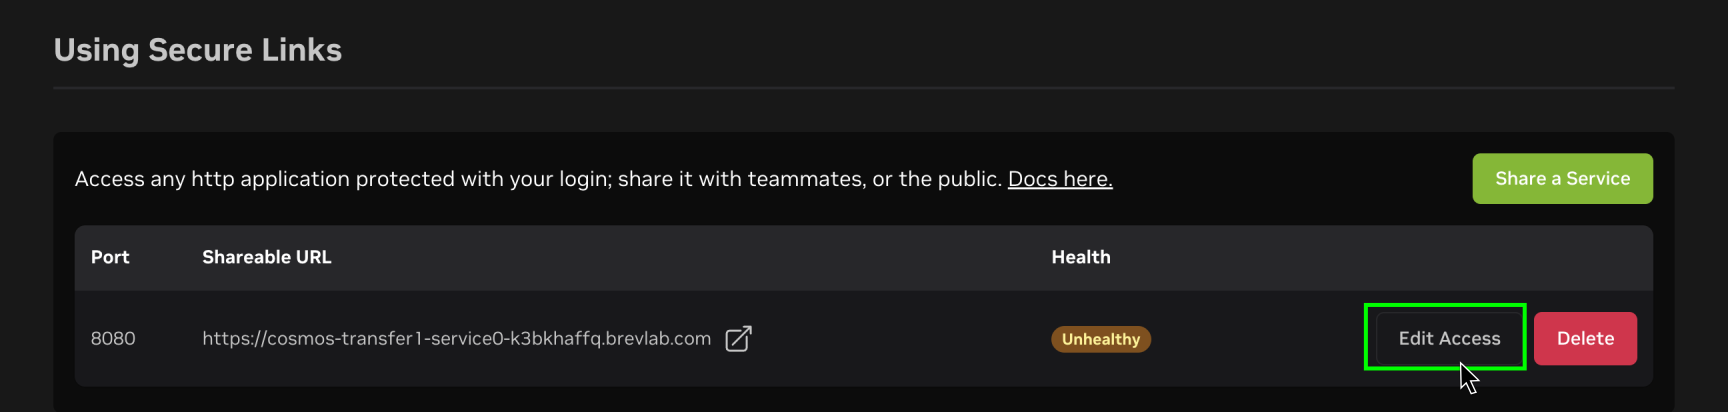 Using Secure Links
Access any http application protected with your login; share it with teammates, or the public. Docs here.
Share a Service
Port
Shareable URL
Health
8080
https://cosmos-transfer1-service0-k3bkhaffq.brevlab.com
Unhealthy
Edit Access
Delete